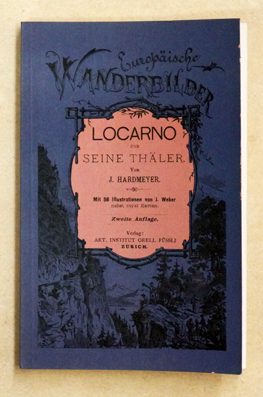 Europäische
WANDERBILDER
LOCARNO
UND
SEINE THÄLER.
Von
J. HARDMEYER.
Mit 58 Illustrationen von J. Weber
nebst Karten.
Zweite Auflage.
Verlag:
ART. INSTITUT ORELL FÜSSLI
ZÜRICH.